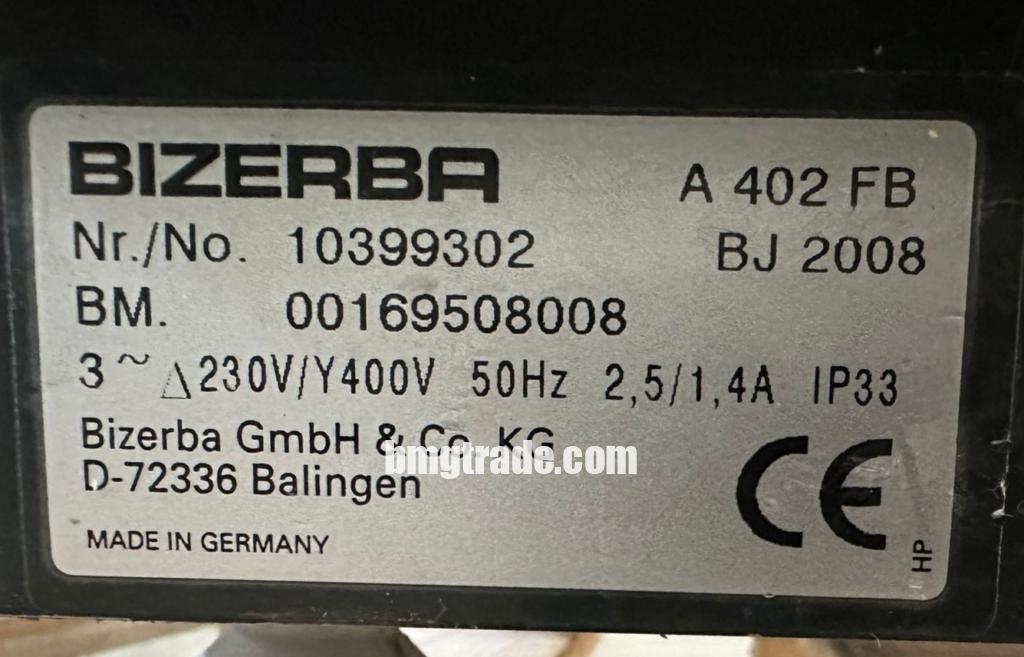 BIZERBA A 402 FB
Nr./No. 10399302 BJ 2008
BM. 00169508008
3 ~ △ 230V/Y400V 50Hz 2,5/1,4A IP33
Bizerba GmbH & Co. KG
bmgtrade.com
D-72336 Balingen
CE
MADE IN GERMANY
HP